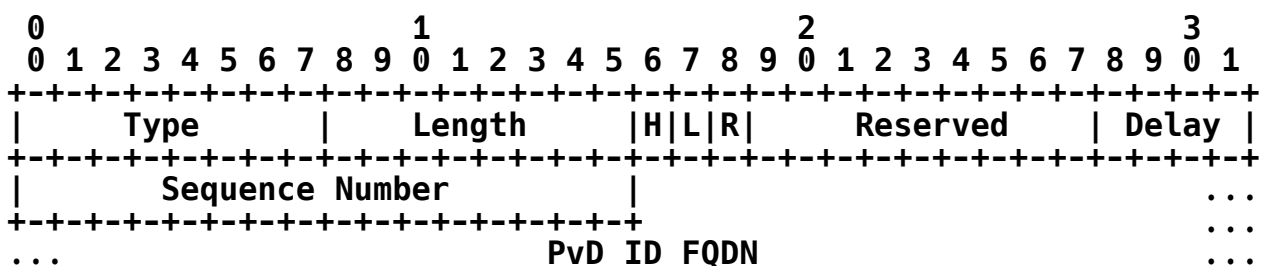 0                   1                   2                   3
 0 1 2 3 4 5 6 7 8 9 0 1 2 3 4 5 6 7 8 9 0 1 2 3 4 5 6 7 8 9 0 1
+-+-+-+-+-+-+-+-+-+-+-+-+-+-+-+-+-+-+-+-+-+-+-+-+-+-+-+-+-+-+-+-+
|     Type      |    Length     |H|L|R|     Reserved    | Delay |
+-+-+-+-+-+-+-+-+-+-+-+-+-+-+-+-+-+-+-+-+-+-+-+-+-+-+-+-+-+-+-+-+
|       Sequence Number         |                             ...
+-+-+-+-+-+-+-+-+-+-+-+-+-+-+-+-+                             ...
...                         PvD ID FQDN                       ...